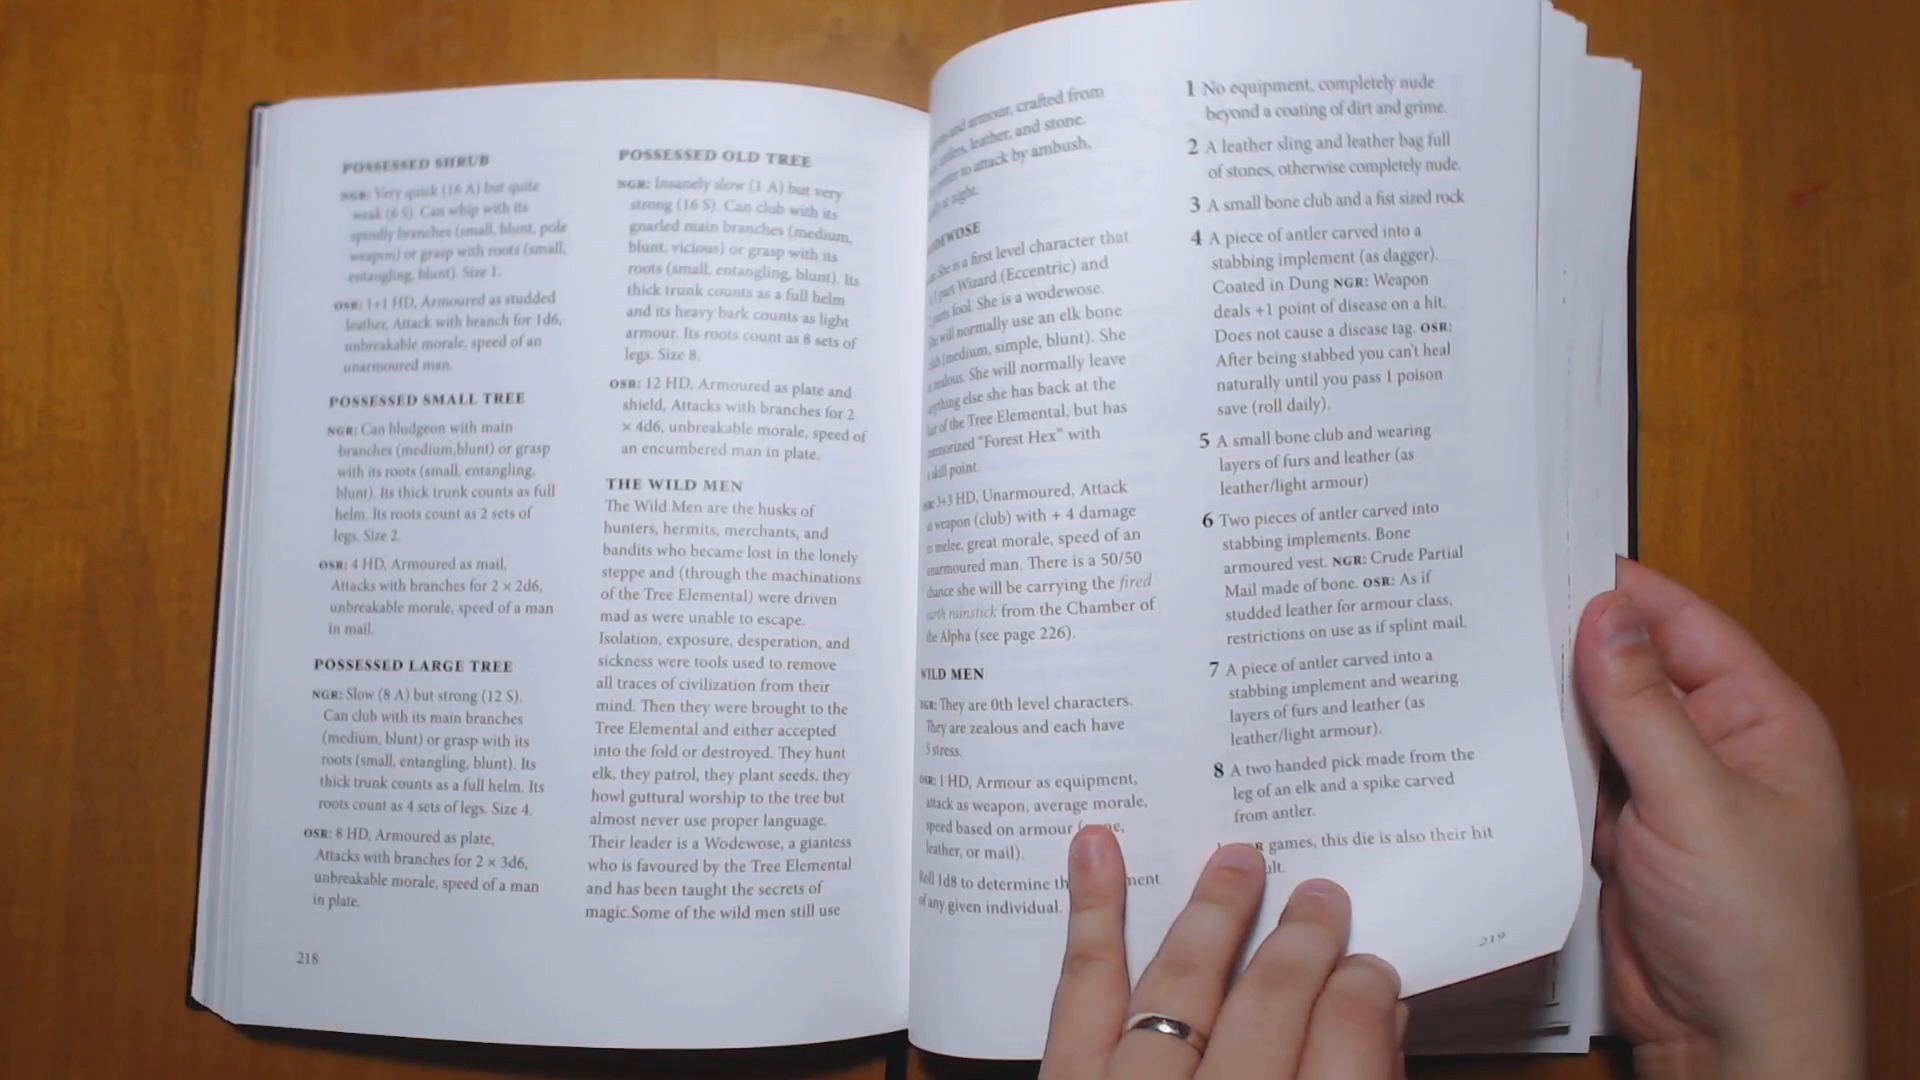 POSSESSED SHRUB
NGR: Very quick (16 A) but quite
weak (6 S). Can whip with its
spindly branches (small, blunt, pole
weapon) or grasp with roots (small,
entangling, blunt). Size 1.
OSR: 1+1 HD, Armoured as studded
leather, Attack with branch for 1d6,
unbreakable morale, speed of an
unarmoured man.
POSSESSED SMALL TREE
NGR: Can bludgeon with main
branches (medium,blunt) or grasp
with its roots (small, entangling,
blunt). Its thick trunk counts as full
helm. Its roots count as 2 sets of
legs. Size 2.
OSR: 4 HD, Armoured as mail,
Attacks with branches for 2 × 2d6,
unbreakable morale, speed of a man
in mail.
POSSESSED LARGE TREE
NGR: Slow (8 A) but strong (12 S).
Can club with its main branches
(medium, blunt) or grasp with its
roots (small, entangling, blunt). Its
thick trunk counts as a full helm. Its
roots count as 4 sets of legs. Size 4.
OSR: 8 HD, Armoured as plate,
Attacks with branches for 2 × 3d6,
unbreakable morale, speed of a man
in plate.
218
POSSESSED OLD TREE
NGR: Insanely slow (1 A) but very
strong (16 S). Can club with its
gnarled main branches (medium,
blunt, vicious) or grasp with its
roots (small, entangling, blunt). Its
thick trunk counts as a full helm
and its heavy bark counts as light
armour. Its roots count as 8 sets of
legs. Size 8.
OSR: 12 HD, Armoured as plate and
shield, Attacks with branches for 2
× 4d6, unbreakable morale, speed of
an encumbered man in plate.
THE WILD MEN
The Wild Men are the husks of
hunters, hermits, merchants, and
bandits who became lost in the lonely
steppe and (through the machinations
of the Tree Elemental) were driven
mad as were unable to escape.
Isolation, exposure, desperation, and
sickness were tools used to remove
all traces of civilization from their
mind. Then they were brought to the
Tree Elemental and either accepted
into the fold or destroyed. They hunt
elk, they patrol, they plant seeds, they
howl guttural worship to the tree but
almost never use proper language.
Their leader is a Wodewose, a giantess
who is favoured by the Tree Elemental
and has been taught the secrets of
magic.Some of the wild men still use
and armour, crafted from
leather, and stone.
to attack by ambush,
at night.
She is a first level character that
part Wizard (Eccentric) and
parts fool. She is a wodewose.
will normally use an elk bone
(medium, simple, blunt). She
zealous. She will normally leave
anything else she has back at the
of the Tree Elemental, but has
"Forest Hex" with
skill point.
3+3 HD, Unarmoured, Attack
weapon (club) with + 4 damage
melee, great morale, speed of an
unarmoured man. There is a 50/50
chance she will be carrying the fired
earth rainstick from the Chamber of
the Alpha (see page 226).
WILD MEN
NGR: They are 0th level characters.
They are zealous and each have
5 stress.
OSR: 1 HD, Armour as equipment,
attack as weapon, average morale,
speed based on armour
leather, or mail).
Roll 1d8 to determine
of any given individual.
1 No equipment, completely nude
beyond a coating of dirt and grime.
2 A leather sling and leather bag full
of stones, otherwise completely nude.
3 A small bone club and a fist sized rock
4 A piece of antler carved into a
stabbing implement (as dagger).
Coated in Dung NGR: Weapon
deals +1 point of disease on a hit.
Does not cause a disease tag. OSR:
After being stabbed you can't heal
naturally until you pass 1 poison
save (roll daily).
5 A small bone club and wearing
layers of furs and leather (as
leather/light armour)
6 Two pieces of antler carved into
stabbing implements. Bone
armoured vest. NGR: Crude Partial
Mail made of bone. OSR: As if
studded leather for armour class,
restrictions on use as if splint mail.
7 A piece of antler carved into a
stabbing implement and wearing
layers of furs and leather (as
leather/light armour).
8 A two handed pick made from the
leg of an elk and a spike carved
from antler.
games, this die is also their hit
219